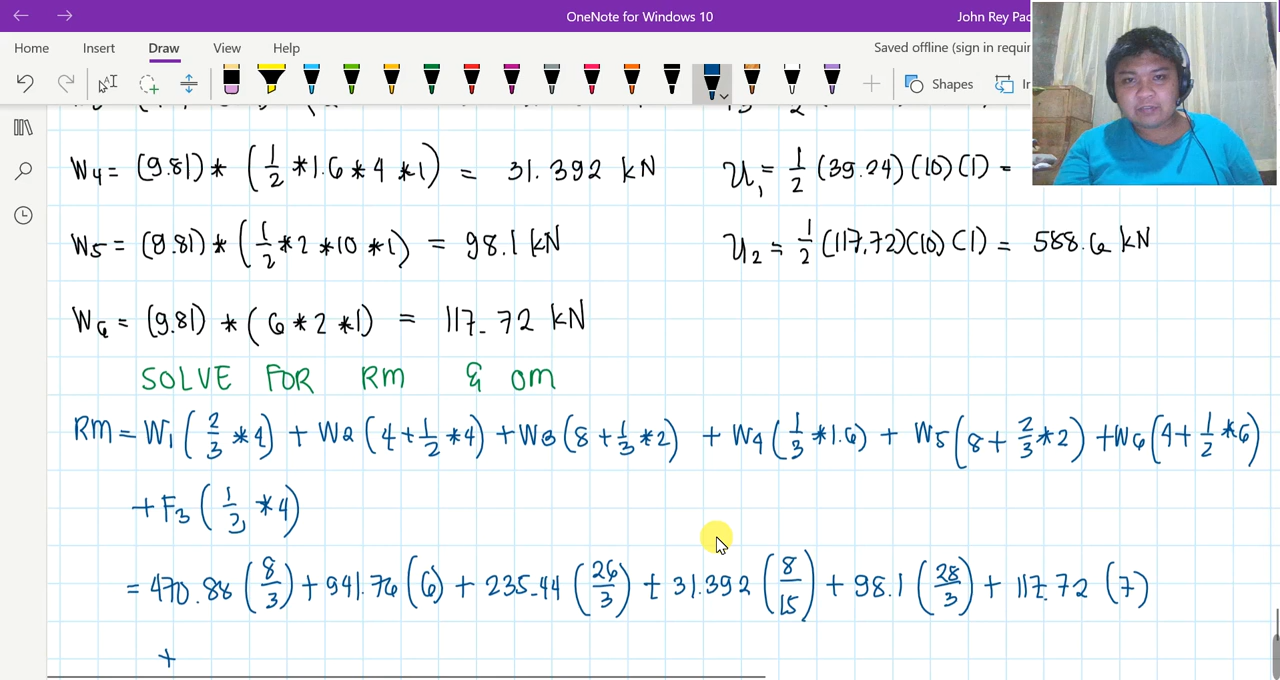 OneNote for Windows 10
John Rey
Home Insert Draw View Help
Saved offline (sign in
Shapes
W4 = (9.81) * (1/2 * 1.6 * 4 * 1) = 31.392 kN
U1 = 1/2 (39.24)(10)(1) =
W5 = (9.81) * (1/2 * 2 * 10 * 1) = 98.1 kN
U2 = 1/2 (117.72)(10)(1) = 588.6 kN
W6 = (9.81) * (6 * 2 * 1) = 117.72 kN
SOLVE FOR RM & OM
RM = W1 (2/3 * 4) + W2 (4 + 1/2 * 4) + W3 (8 + 1/3 * 2) + W4 (1/3 * 1.6) + W5 (8 + 2/3 * 2) + W6 (4 + 1/2 * 6)
+ F3 (1/3 * 4)
= 470.88 (8/3) + 941.76 (6) + 235.44 (26/3) + 31.392 (8/15) + 98.1 (28/3) + 117.72 (7)
+